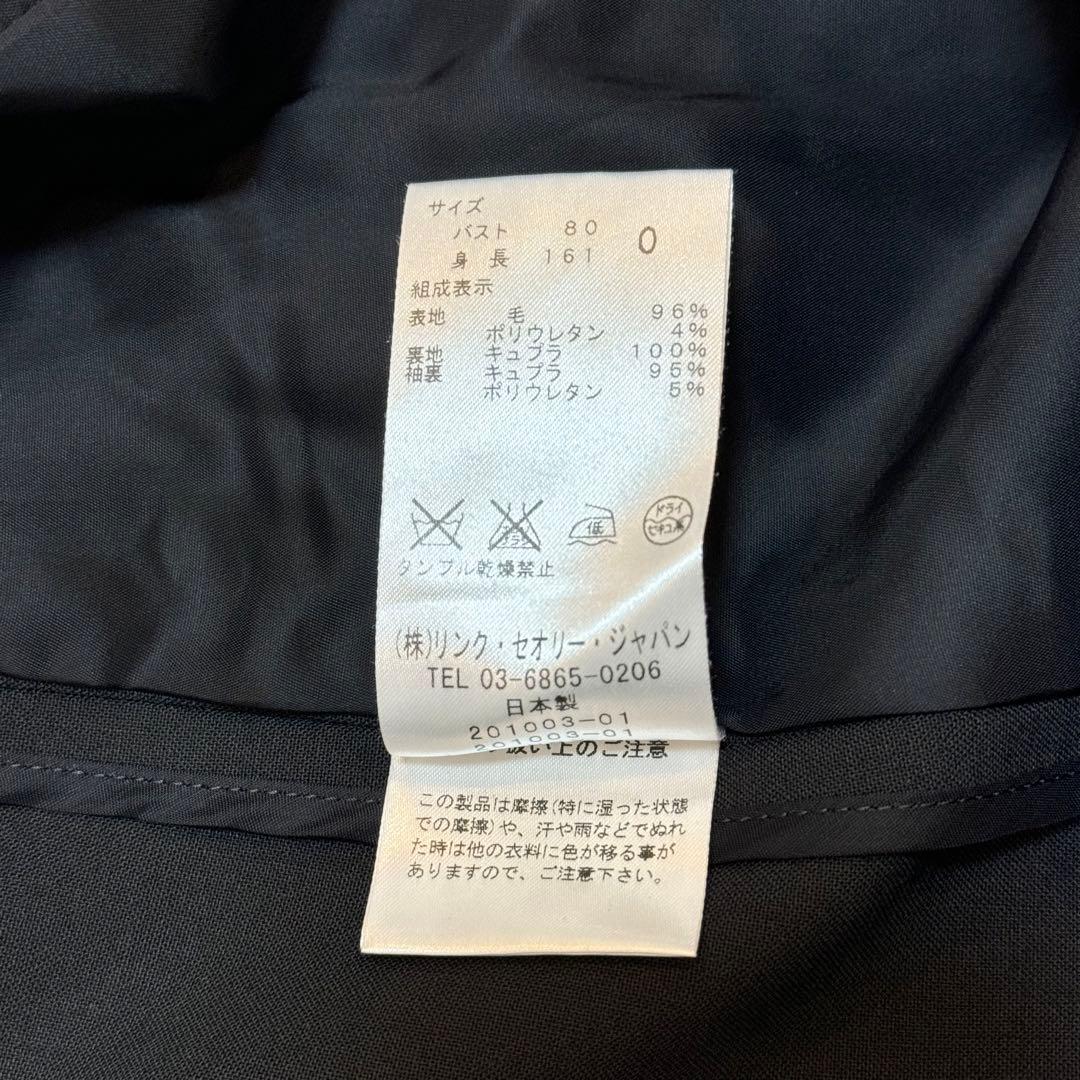 サイズ
バスト 80 0
身長 161
組成表示
表地 毛 96%
ポリウレタン 4%
裏地 キュプラ 100%
袖裏 キュプラ 95%
ポリウレタン 5%
低 ドライ
セキユ系
タンブル乾燥禁止
(株)リンク・セオリー・ジャパン
TEL 03-6865-0206
日本製
201003-01
201003-01
扱い上のご注意
この製品は摩擦(特に湿った状態
での摩擦)や、汗や雨などでぬれ
た時は他の衣料に色が移る事が
ありますので、ご注意下さい。